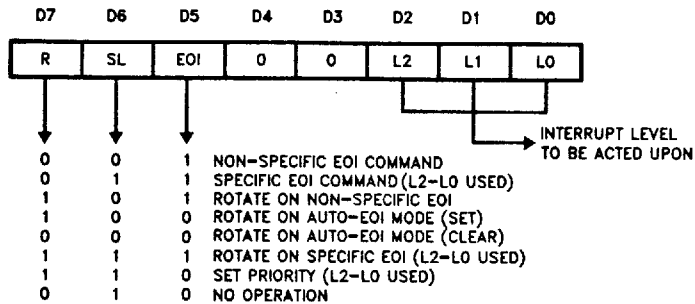 D7 D6 D5 D4 D3 D2 D1 D0
R SL EOI 0 0 L2 L1 L0
INTERRUPT LEVEL
TO BE ACTED UPON
0 0 1 NON-SPECIFIC EOI COMMAND
0 1 1 SPECIFIC EOI COMMAND (L2-L0 USED)
1 0 1 ROTATE ON NON-SPECIFIC EOI
1 0 0 ROTATE ON AUTO-EOI MODE (SET)
0 0 0 ROTATE ON AUTO-EOI MODE (CLEAR)
1 1 1 ROTATE ON SPECIFIC EOI (L2-L0 USED)
1 1 0 SET PRIORITY (L2-L0 USED)
0 1 0 NO OPERATION